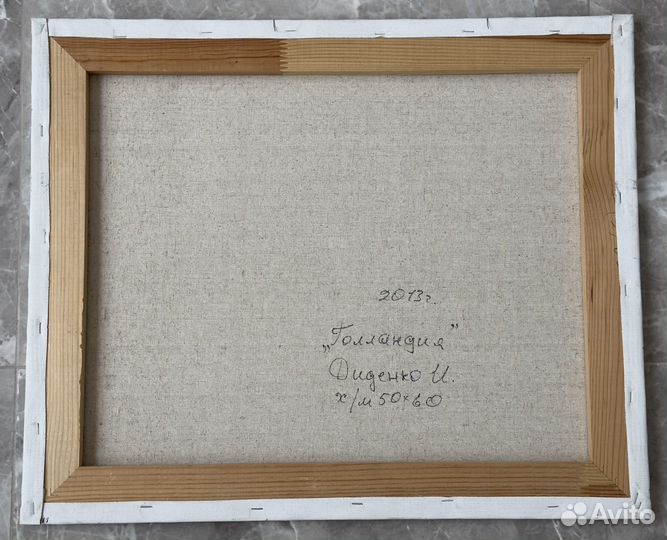 2013г.
„Голландия"
Диденко И.
х/м 50×60
Avito